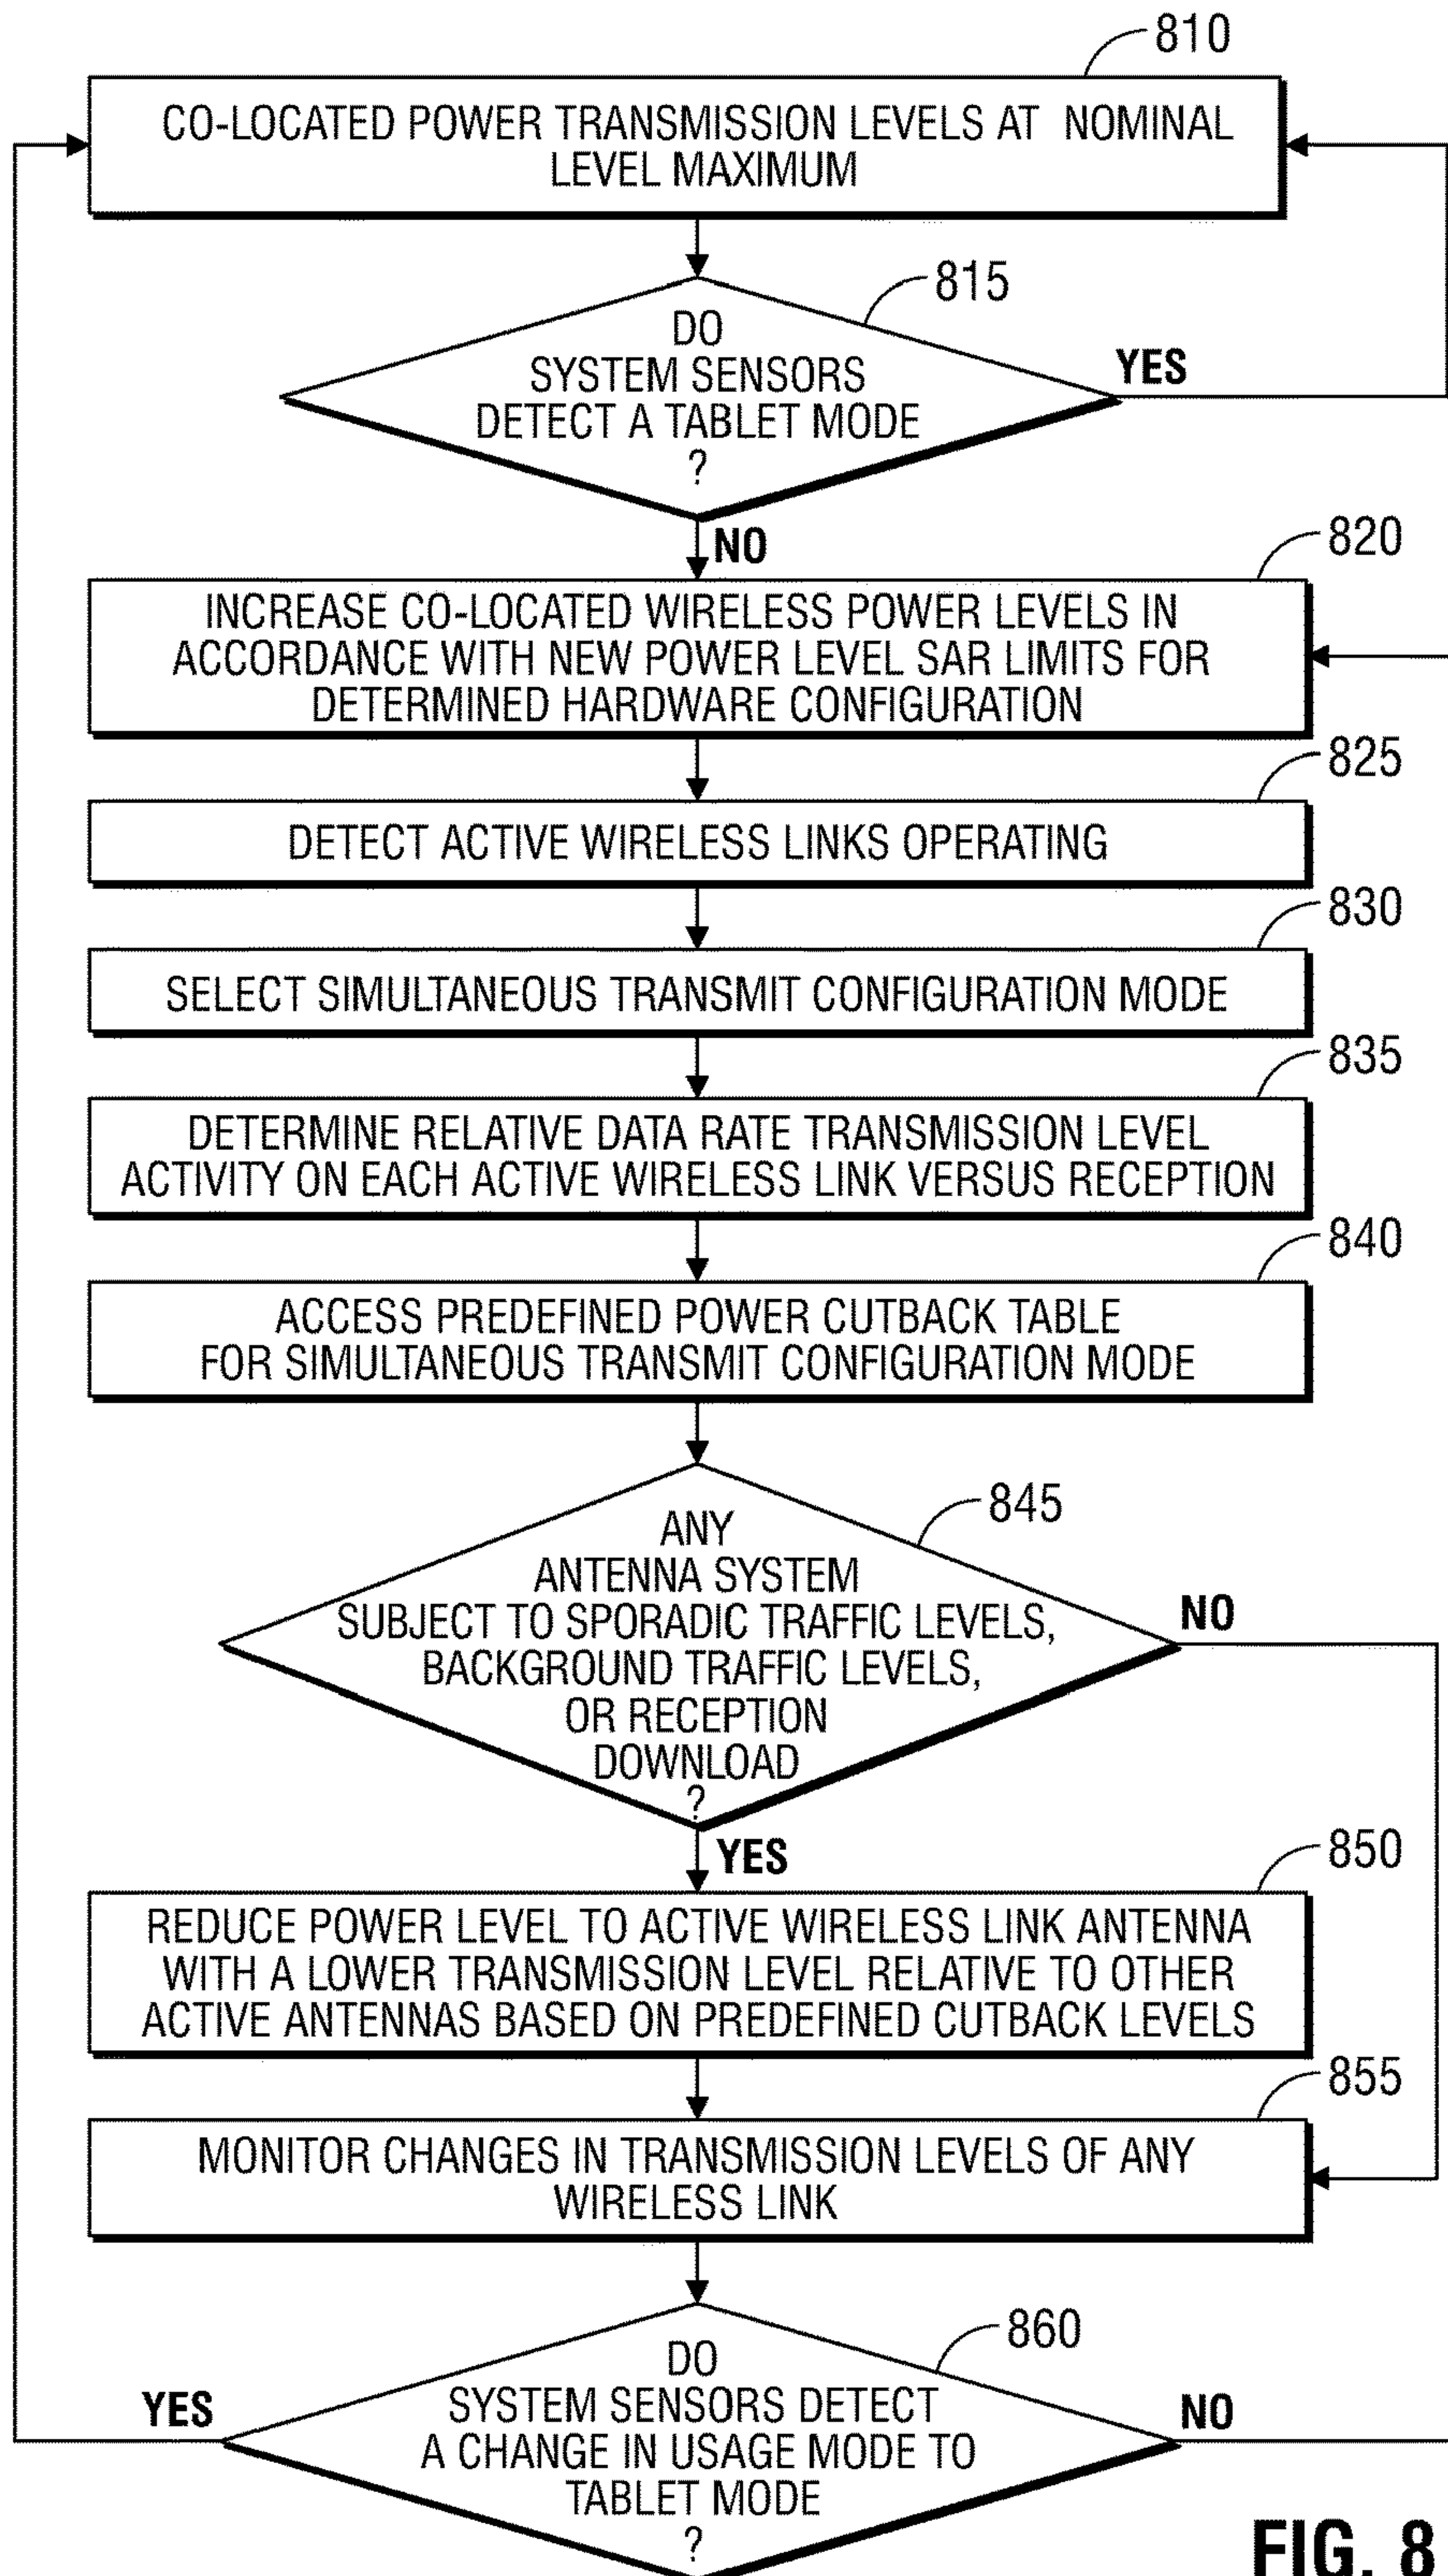 810
CO-LOCATED POWER TRANSMISSION LEVELS AT NOMINAL
LEVEL MAXIMUM
815
DO
SYSTEM SENSORS
DETECT A TABLET MODE
?
YES
NO
820
INCREASE CO-LOCATED WIRELESS POWER LEVELS IN
ACCORDANCE WITH NEW POWER LEVEL SAR LIMITS FOR
DETERMINED HARDWARE CONFIGURATION
825
DETECT ACTIVE WIRELESS LINKS OPERATING
830
SELECT SIMULTANEOUS TRANSMIT CONFIGURATION MODE
835
DETERMINE RELATIVE DATA RATE TRANSMISSION LEVEL
ACTIVITY ON EACH ACTIVE WIRELESS LINK VERSUS RECEPTION
840
ACCESS PREDEFINED POWER CUTBACK TABLE
FOR SIMULTANEOUS TRANSMIT CONFIGURATION MODE
845
ANY
ANTENNA SYSTEM
SUBJECT TO SPORADIC TRAFFIC LEVELS,
BACKGROUND TRAFFIC LEVELS,
OR RECEPTION
DOWNLOAD
?
NO
YES
850
REDUCE POWER LEVEL TO ACTIVE WIRELESS LINK ANTENNA
WITH A LOWER TRANSMISSION LEVEL RELATIVE TO OTHER
ACTIVE ANTENNAS BASED ON PREDEFINED CUTBACK LEVELS
855
MONITOR CHANGES IN TRANSMISSION LEVELS OF ANY
WIRELESS LINK
860
DO
SYSTEM SENSORS DETECT
A CHANGE IN USAGE MODE TO
TABLET MODE
?
YES
NO
FIG. 8